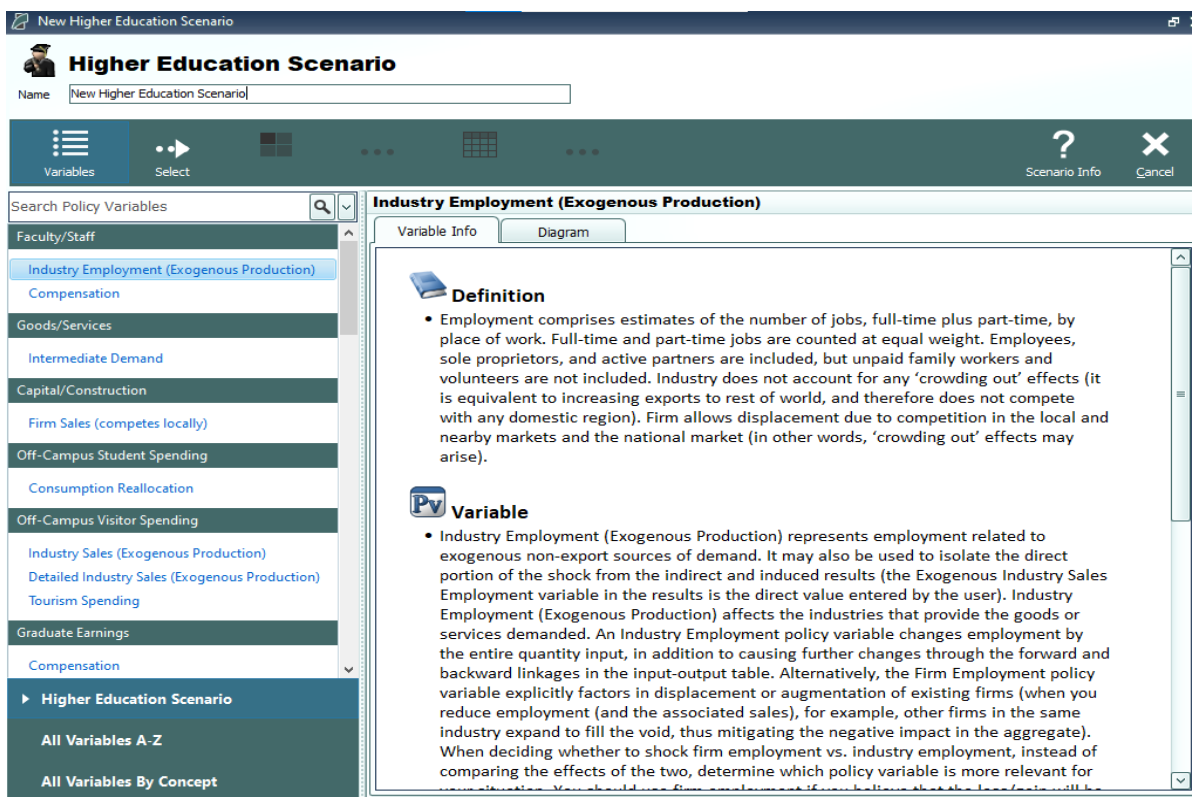 New Higher Education Scenario
Higher Education Scenario
Name New Higher Education Scenario
Variables
Select
Scenario Info
Cancel
Search Policy Variables
Faculty/Staff
Industry Employment (Exogenous Production)
Compensation
Goods/Services
Intermediate Demand
Capital/Construction
Firm Sales (competes locally)
Off-Campus Student Spending
Consumption Reallocation
Off-Campus Visitor Spending
Industry Sales (Exogenous Production)
Detailed Industry Sales (Exogenous Production)
Tourism Spending
Graduate Earnings
Compensation
Higher Education Scenario
All Variables A-Z
All Variables By Concept
Industry Employment (Exogenous Production)
Variable Info
Diagram
Definition
• Employment comprises estimates of the number of jobs, full-time plus part-time, by
place of work. Full-time and part-time jobs are counted at equal weight. Employees,
sole proprietors, and active partners are included, but unpaid family workers and
volunteers are not included. Industry does not account for any ‘crowding out’ effects (it
is equivalent to increasing exports to rest of world, and therefore does not compete
with any domestic region). Firm allows displacement due to competition in the local and
nearby markets and the national market (in other words, ‘crowding out’ effects may
arise).
Pv Variable
• Industry Employment (Exogenous Production) represents employment related to
exogenous non-export sources of demand. It may also be used to isolate the direct
portion of the shock from the indirect and induced results (the Exogenous Industry Sales
Employment variable in the results is the direct value entered by the user). Industry
Employment (Exogenous Production) affects the industries that provide the goods or
services demanded. An Industry Employment policy variable changes employment by
the entire quantity input, in addition to causing further changes through the forward and
backward linkages in the input-output table. Alternatively, the Firm Employment policy
variable explicitly factors in displacement or augmentation of existing firms (when you
reduce employment (and the associated sales), for example, other firms in the same
industry expand to fill the void, thus mitigating the negative impact in the aggregate).
When deciding whether to shock firm employment vs. industry employment, instead of
comparing the effects of the two, determine which policy variable is more relevant for
your situation. You should use firm employment if you believe that the loss/gain will be